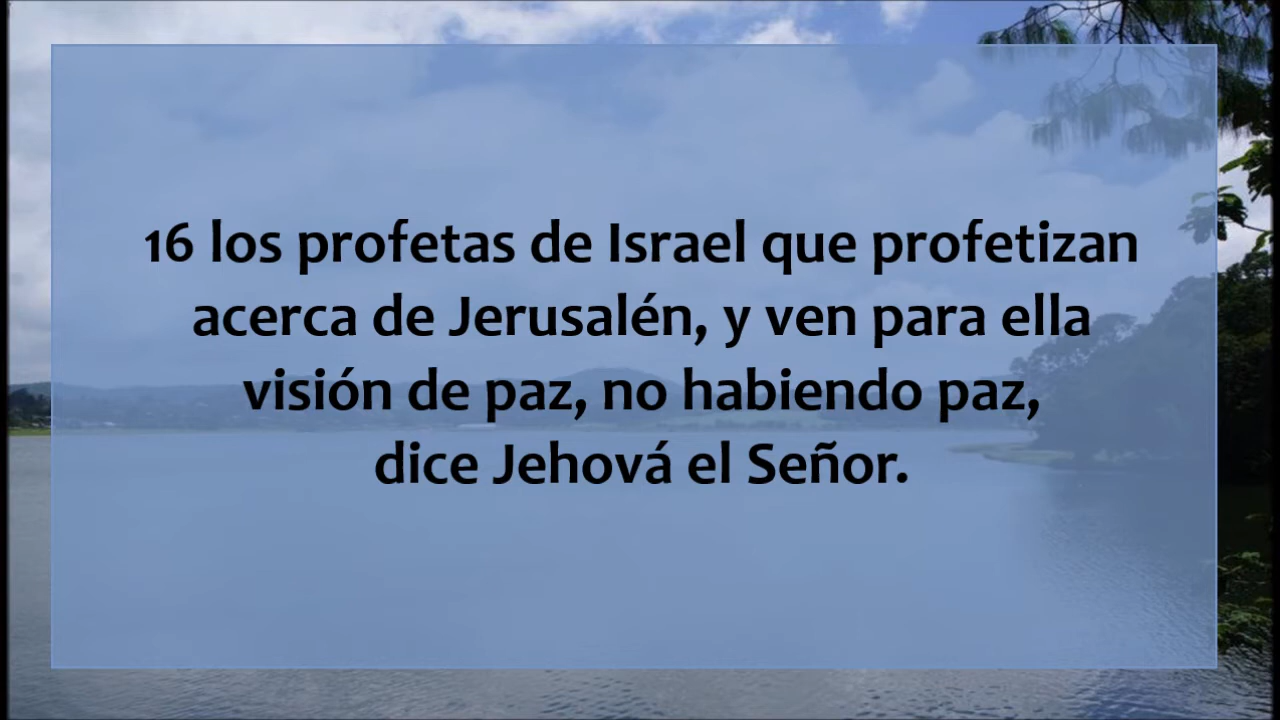 16 los profetas de Israel que profetizan
acerca de Jerusalén, y ven para ella
visión de paz, no habiendo paz,
dice Jehová el Señor.